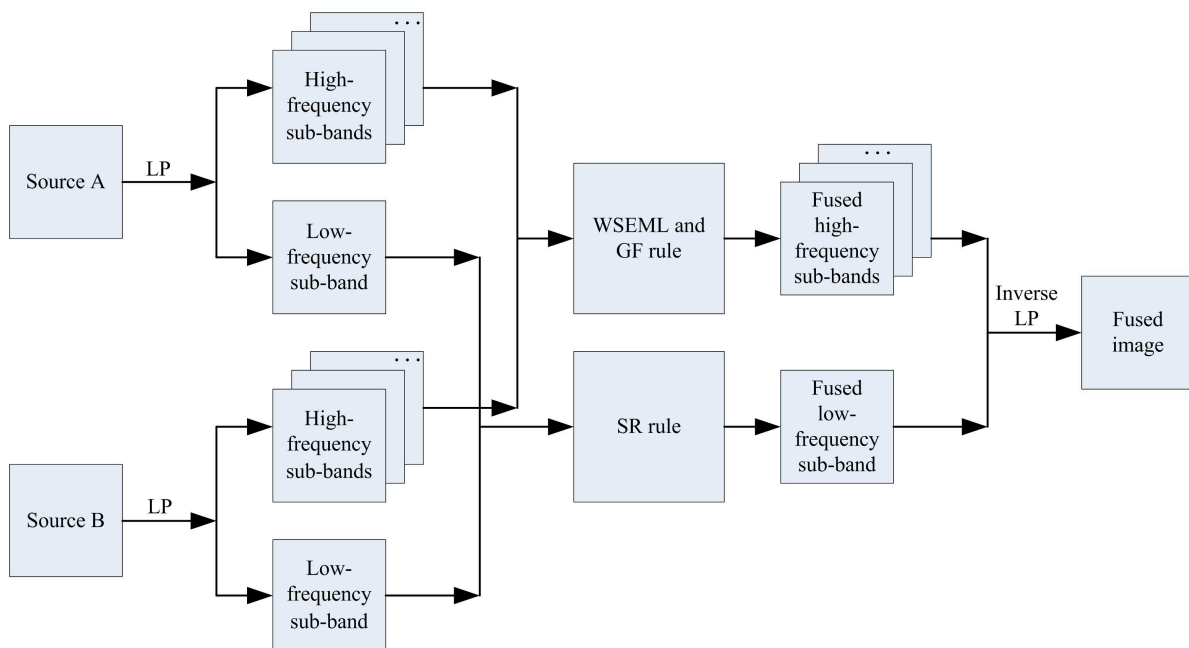 Source A
LP
. . .
High-
frequency
sub-bands
Low-
frequency
sub-band
Source B
LP
. . .
High-
frequency
sub-bands
Low-
frequency
sub-band
WSEML and
GF rule
SR rule
. . .
Fused
high-
frequency
sub-bands
Fused
low-
frequency
sub-band
Inverse
LP
Fused
image